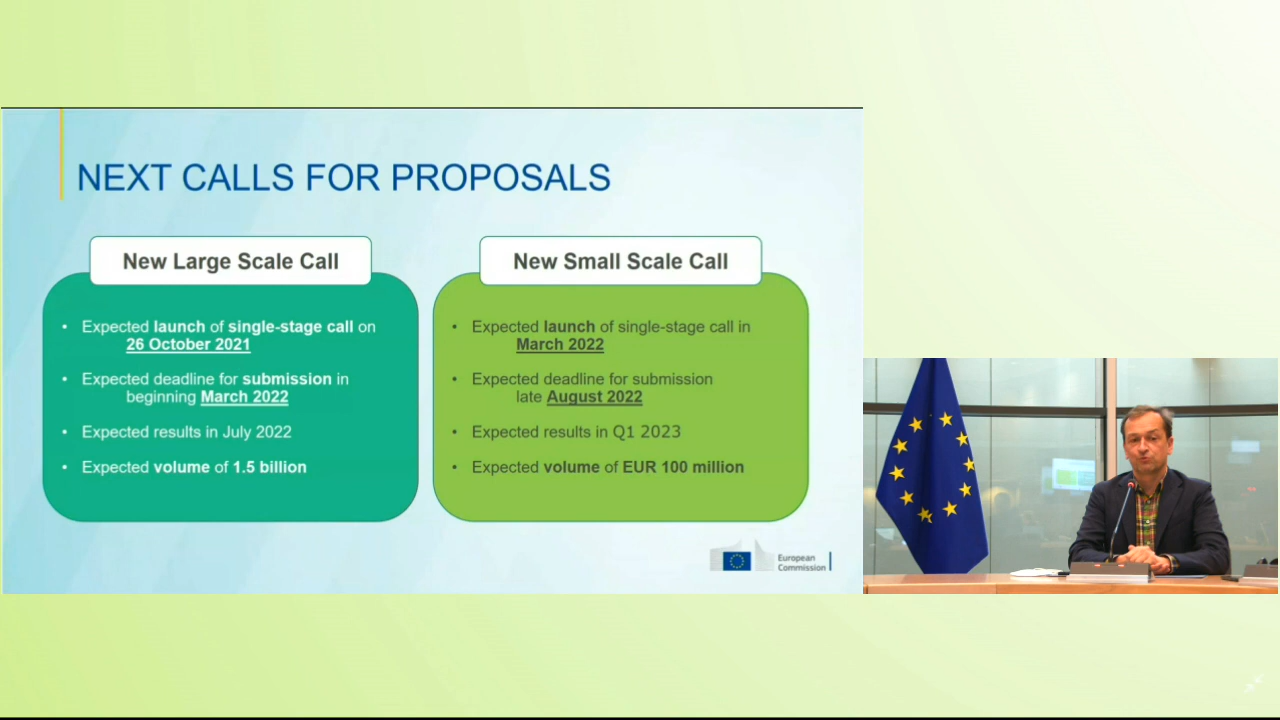 NEXT CALLS FOR PROPOSALS
New Large Scale Call
• Expected launch of single-stage call on
26 October 2021
• Expected deadline for submission in
beginning March 2022
• Expected results in July 2022
• Expected volume of 1.5 billion
New Small Scale Call
• Expected launch of single-stage call in
March 2022
• Expected deadline for submission
late August 2022
• Expected results in Q1 2023
• Expected volume of EUR 100 million
European
Commission